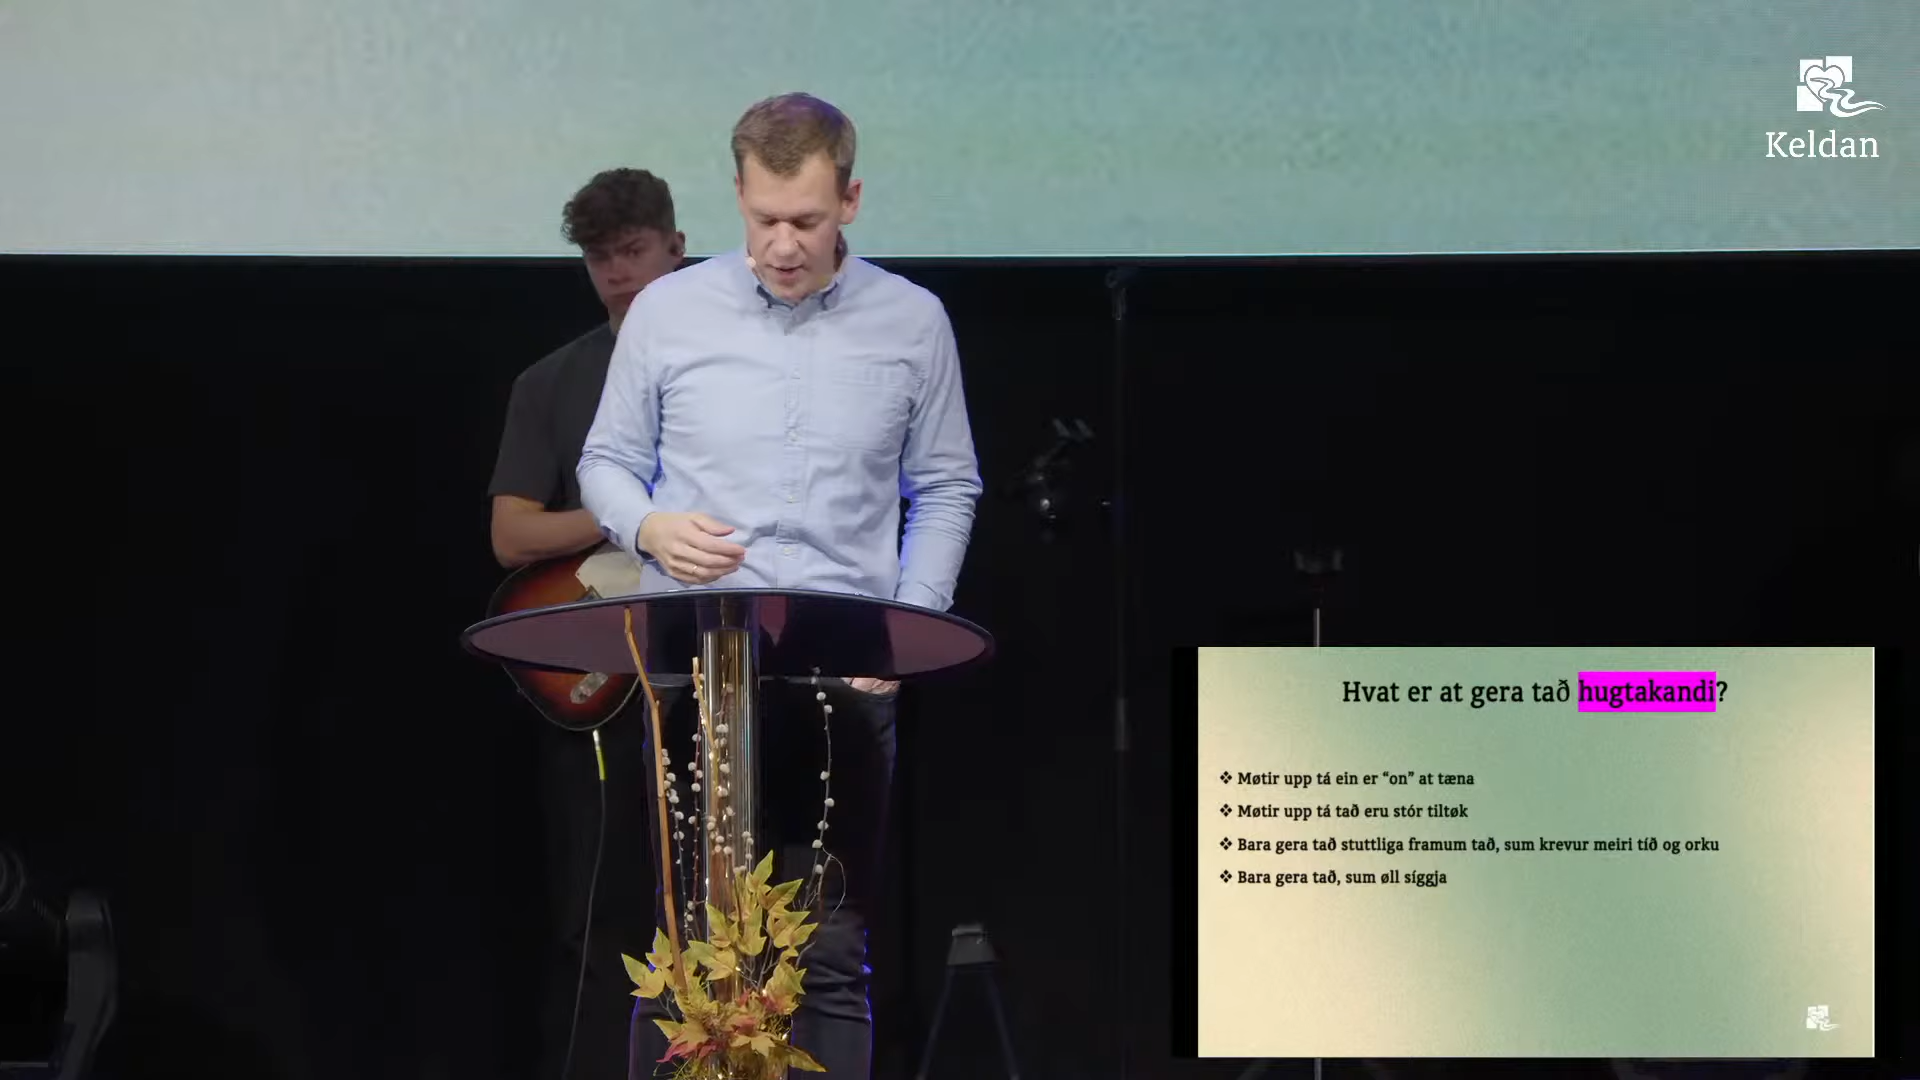 Keldan
Hvat er at gera tað hugtakandi?
❖ Møtir upp tá ein er “on” at tæna
❖ Møtir upp tá tað eru stór tiltøk
❖ Bara gera tað stuttliga framum tað, sum krevur meiri tíð og orku
❖ Bara gera tað, sum øll síggja